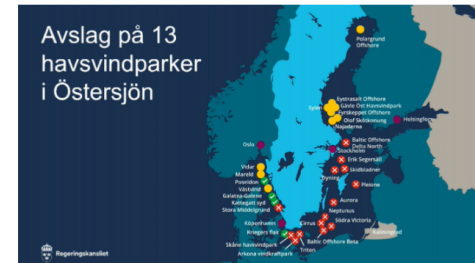 Avslag på 13
havsvindparker
i Östersjön
Polargrund
Offshore
Eystrasalt Offshore
Gävle Öst Havvindpark
Sylen
Fyrskeppet Offshore
Olof Skötkonung
Najaderna
Helsingfors
Baltic Offshore
Delta North
Oslo
Stockholm
Erik Segersäll
Vidar
Skidbladner
Mareld
Dyning
Poseidon
Pleione
Västvind
Galatea-Galene
Aurora
Kattegatt syd
Stora Middelgrund
Neptunus
Köpenhamn
Cirrus
Södra Victoria
Kriegers flak
Kaliningrad
Skåne havsvindpark
Baltic Offshore Beta
Triton
Arkona vindkraftpark
Regeringskansliet